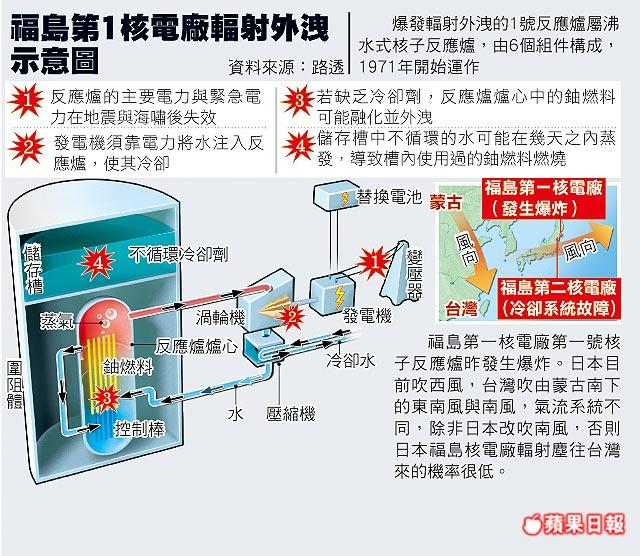 福島第1核電廠輻射外洩
示意圖
資料來源：路透
爆發輻射外洩的1號反應爐屬沸
水式核子反應爐，由6個組件構成，
1971年開始運作
1 反應爐的主要電力與緊急電
力在地震與海嘯後失效
2 發電機須靠電力將水注入反
應爐，使其冷卻
3 若缺乏冷卻劑，反應爐爐心中的鈾燃料
可能融化並外洩
4 儲存槽中不循環的水可能在幾天之內蒸
發，導致槽內使用過的鈾燃料燃燒
儲存槽
4
不循環冷卻劑
蒸氣
反應爐爐心
鈾燃料
圍阻體
3
控制棒
水
渦輪機
2
壓縮機
冷卻水
發電機
替換電池
1
變壓器
蒙古
風向
台灣
福島第一核電廠
（發生爆炸）
風向
福島第二核電廠
（冷卻系統故障）
福島第一核電廠第一號核
子反應爐昨發生爆炸。日本目
前吹西風，台灣吹由蒙古南下
的東南風與南風，氣流系統不
同，除非日本改吹南風，否則
日本福島核電廠輻射塵往台灣
來的機率很低。
蘋果日報